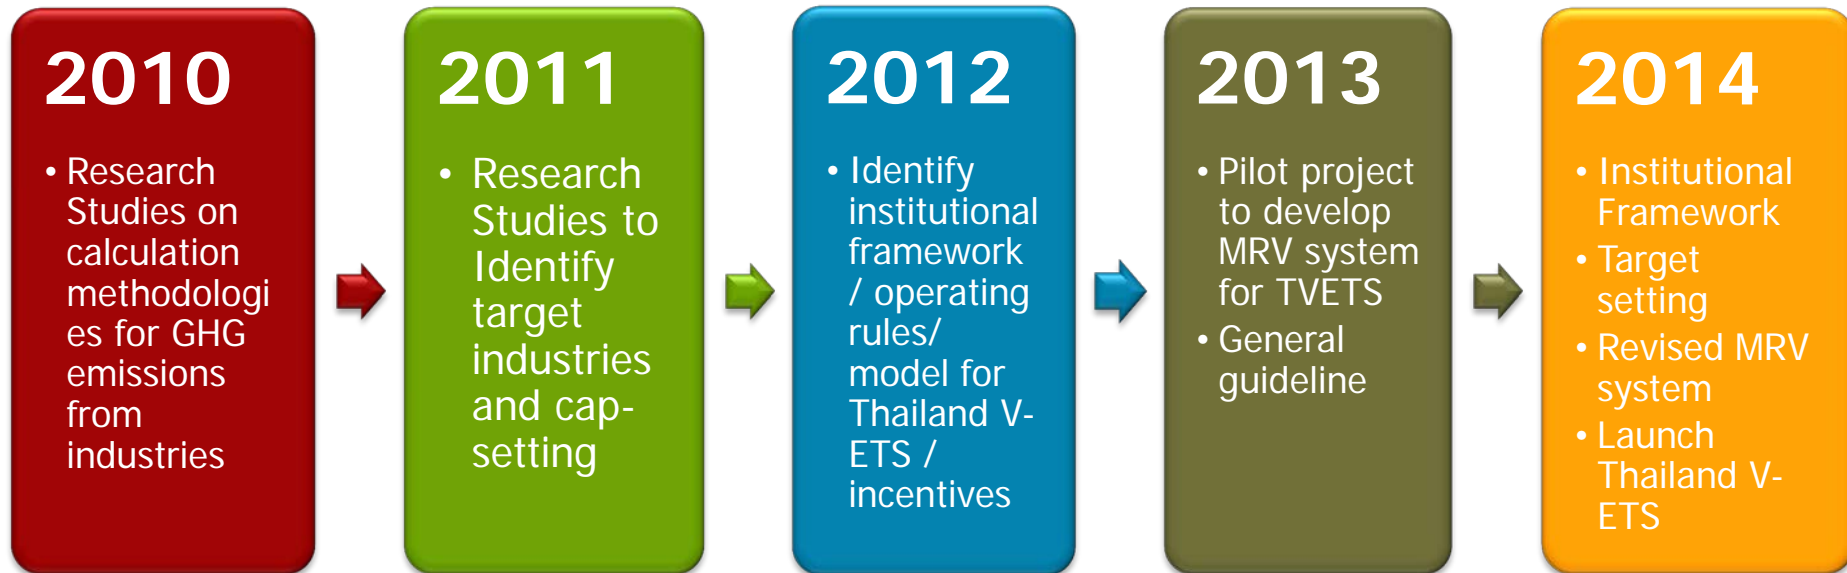 2010
• Research
Studies on
calculation
methodologi
es for GHG
emissions
from
industries
2011
• Research
Studies to
Identify
target
industries
and cap-
setting
2012
• Identify
institutional
framework
/ operating
rules/
model for
Thailand V-
ETS /
incentives
2013
• Pilot project
to develop
MRV system
for TVETS
• General
guideline
2014
• Institutional
Framework
• Target
setting
• Revised MRV
system
• Launch
Thailand V-
ETS